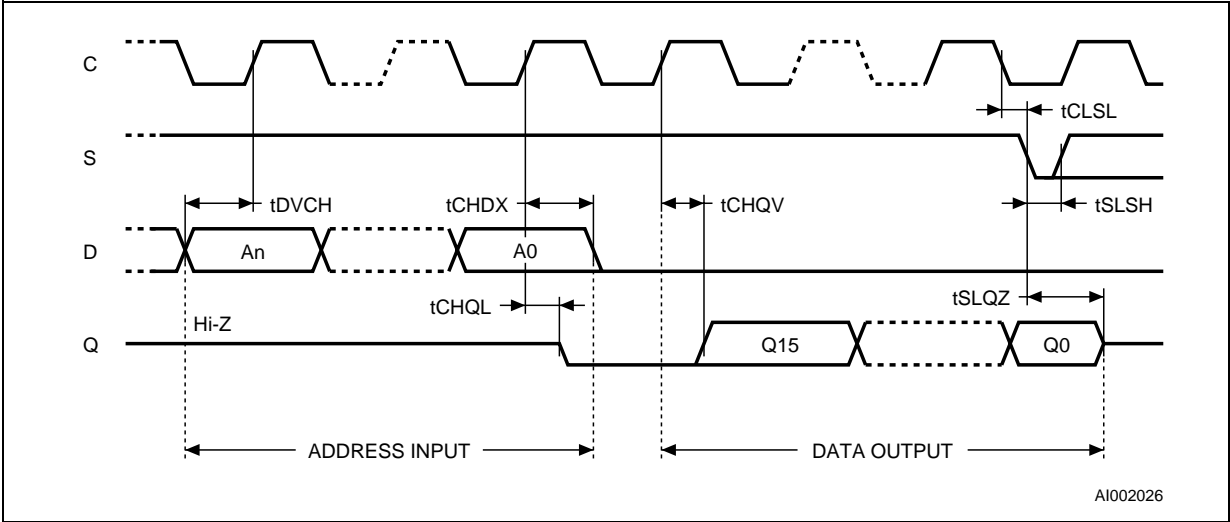 C
tCLSL
S
tDVCH
tCHDX
tCHQV
tSLSH
D
An
A0
tCHQL
tSLQZ
Hi-Z
Q
Q15
Q0
ADDRESS INPUT
DATA OUTPUT
AI002026